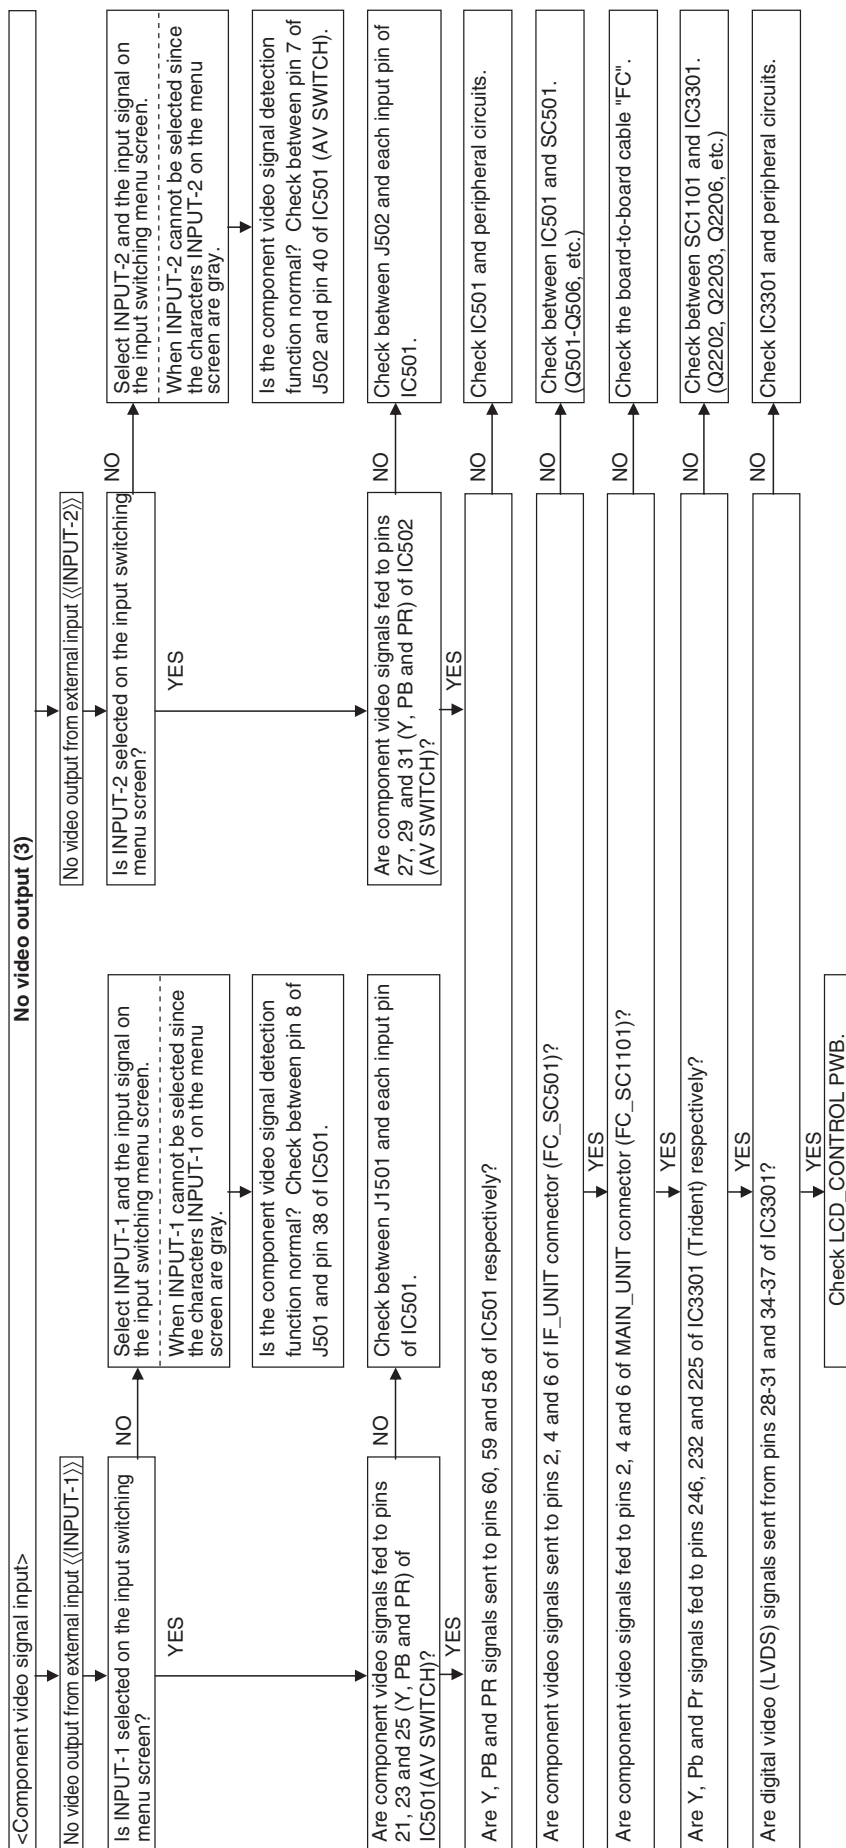 No video output (3)
<Component video signal input>
No video output from external input 《INPUT-1》
Is INPUT-1 selected on the input switching
menu screen?
NO
YES
Select INPUT-1 and the input signal on
the input switching menu screen.
When INPUT-1 cannot be selected since
the characters INPUT-1 on the menu
screen are gray.
Is the component video signal detection
function normal? Check between pin 8 of
J501 and pin 38 of IC501.
Are component video signals fed to pins
21, 23 and 25 (Y, PB and PR) of
IC501(AV SWITCH)?
NO
YES
Check between J1501 and each input pin
of IC501.
No video output from external input 《INPUT-2》
Is INPUT-2 selected on the input switching
menu screen?
NO
YES
Select INPUT-2 and the input signal on
the input switching menu screen.
When INPUT-2 cannot be selected since
the characters INPUT-2 on the menu
screen are gray.
Is the component video signal detection
function normal? Check between pin 7 of
J502 and pin 40 of IC501 (AV SWITCH).
Are component video signals fed to pins
27, 29 and 31 (Y, PB and PR) of IC502
(AV SWITCH)?
NO
YES
Check between J502 and each input pin of
IC501.
Are Y, PB and PR signals sent to pins 60, 59 and 58 of IC501 respectively?
NO
Check IC501 and peripheral circuits.
Are component video signals sent to pins 2, 4 and 6 of IF_UNIT connector (FC_SC501)?
NO
Check between IC501 and SC501.
(Q501-Q506, etc.)
YES
Are component video signals fed to pins 2, 4 and 6 of MAIN_UNIT connector (FC_SC1101)?
NO
Check the board-to-board cable "FC".
YES
Are Y, Pb and Pr signals fed to pins 246, 232 and 225 of IC3301 (Trident) respectively?
NO
Check between SC1101 and IC3301.
(Q2202, Q2203, Q2206, etc.)
YES
Are digital video (LVDS) signals sent from pins 28-31 and 34-37 of IC3301?
NO
Check IC3301 and peripheral circuits.
YES
Check LCD_CONTROL PWB.